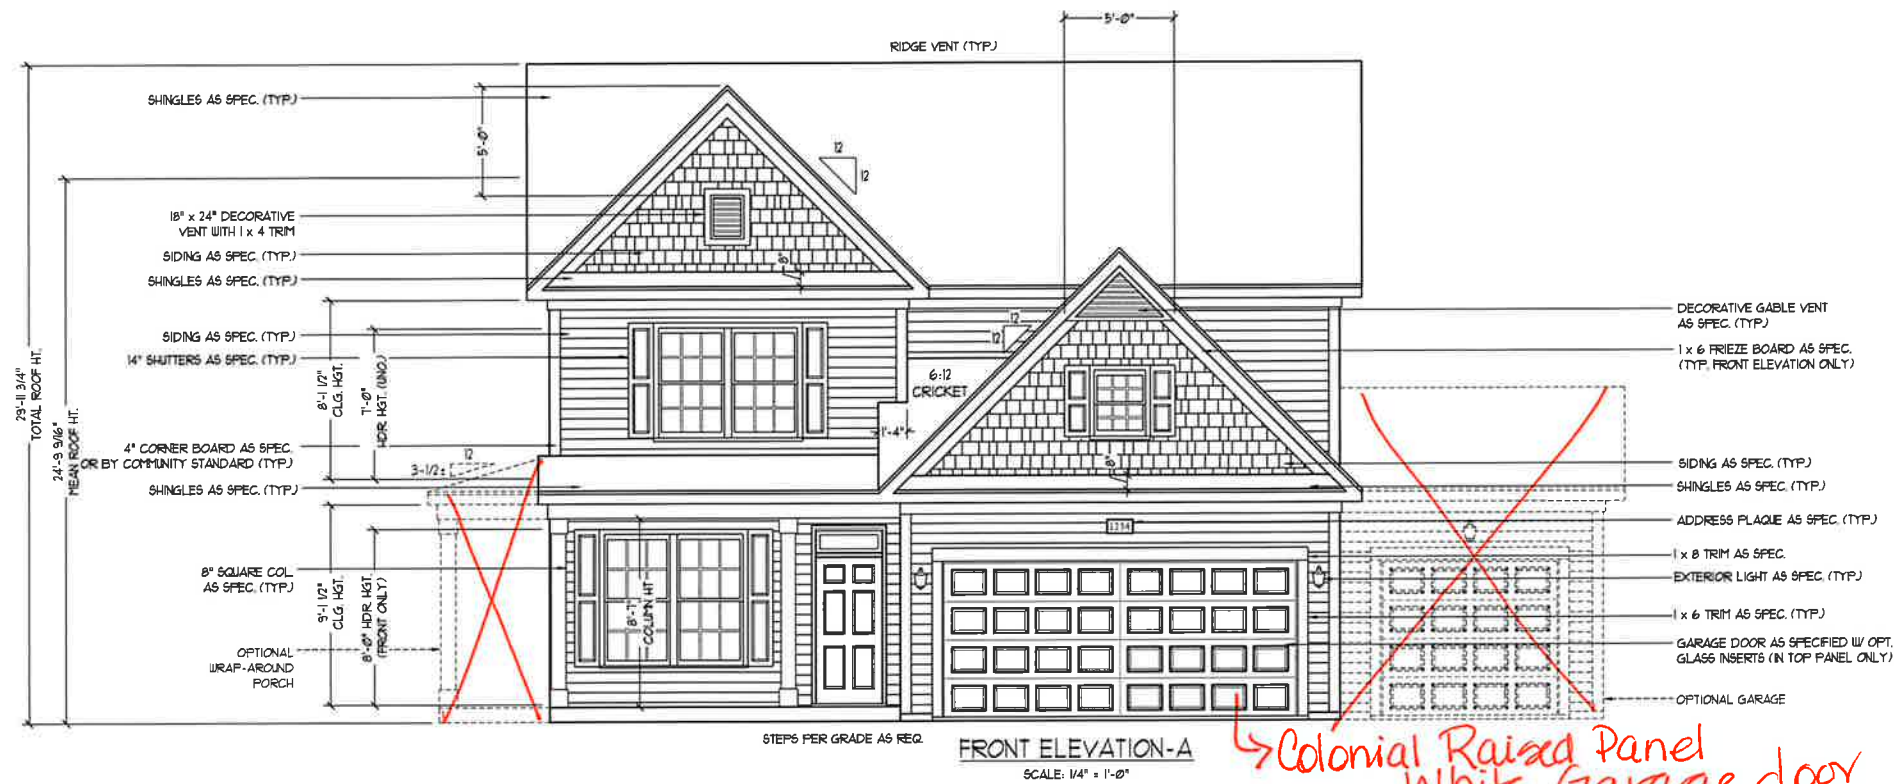 5'-0"
RIDGE VENT (TYP.)
SHINGLES AS SPEC. (TYP.)
5'-0"
12
12
18" x 24" DECORATIVE
VENT WITH 1 x 4 TRIM
SIDING AS SPEC. (TYP.)
8"
SHINGLES AS SPEC. (TYP.)
DECORATIVE GABLE VENT
AS SPEC. (TYP.)
12
12
SIDING AS SPEC. (TYP.)
14" SHUTTERS AS SPEC. (TYP.)
1 x 6 FRIEZE BOARD AS SPEC.
(TYP. FRONT ELEVATION ONLY)
29'-11 3/4"
TOTAL ROOF HT.
24'-9 9/16"
MEAN ROOF HT.
8'-1 1/2"
CLG. HGT.
7'-0"
HDR. HGT. (UNO.)
6:12
CRICKET
1'-4"
4" CORNER BOARD AS SPEC.
OR BY COMMUNITY STANDARD (TYP.)
12
3-1/2±
8"
SIDING AS SPEC. (TYP.)
SHINGLES AS SPEC. (TYP.)
SHINGLES AS SPEC. (TYP.)
1234
ADDRESS PLAQUE AS SPEC. (TYP.)
1 x 8 TRIM AS SPEC.
8" SQUARE COL.
AS SPEC. (TYP.)
EXTERIOR LIGHT AS SPEC. (TYP.)
9'-1 1/2"
CLG. HGT.
8'-0" HDR. HGT.
(FRONT ONLY)
8'-7"
COLUMN HT
1 x 6 TRIM AS SPEC. (TYP.)
OPTIONAL
WRAP-AROUND
PORCH
GARAGE DOOR AS SPECIFIED W/ OPT.
GLASS INSERTS (IN TOP PANEL ONLY)
OPTIONAL GARAGE
STEPS PER GRADE AS REQ.
FRONT ELEVATION-A
SCALE: 1/4" = 1'-0"
Colonial Raised Panel
White Garage door